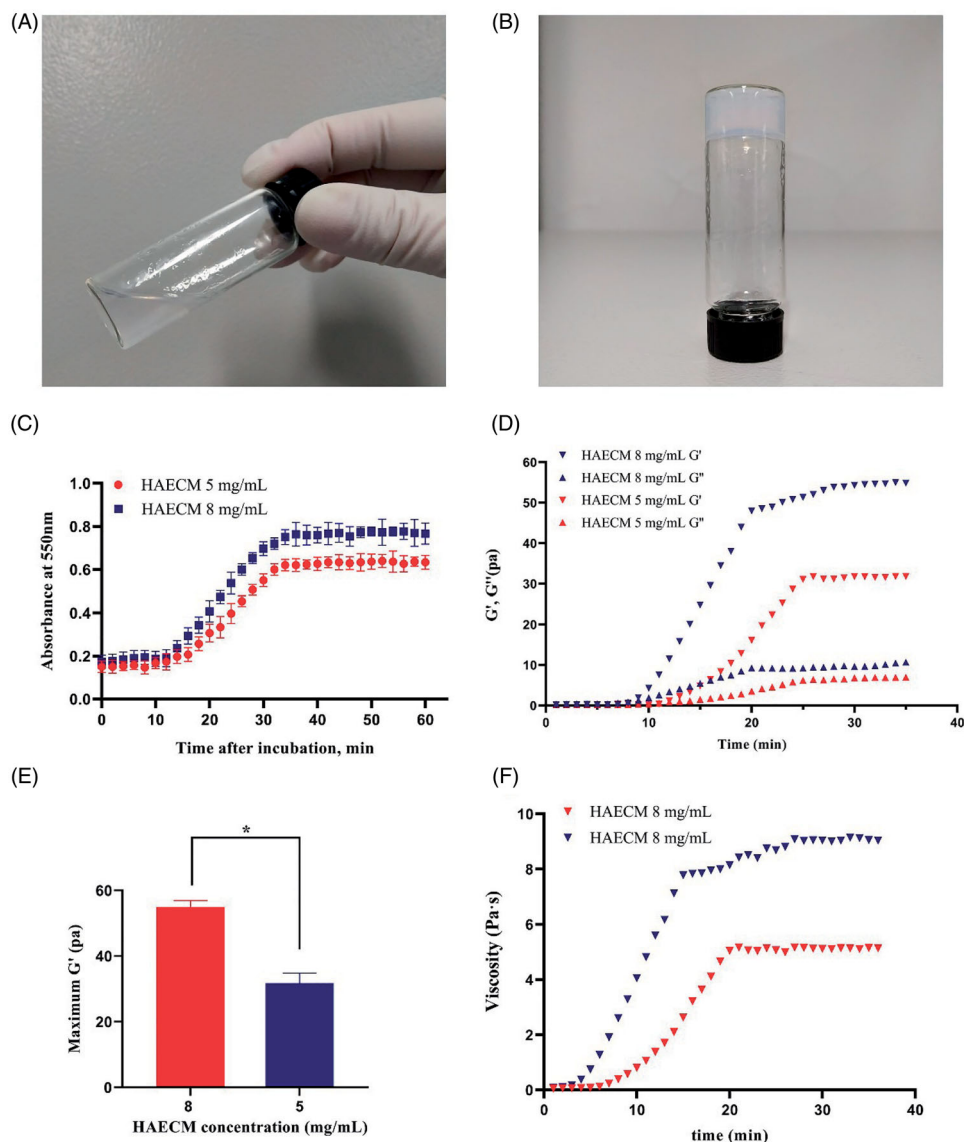 (A)
(B)
(C)
HAECM 5 mg/mL
HAECM 8 mg/mL
Absorbance at 550nm
1.0
0.8
0.6
0.4
0.2
0.0
0 10 20 30 40 50 60
Time after incubation, min
(D)
HAECM 8 mg/mL G'
HAECM 8 mg/mL G"
HAECM 5 mg/mL G'
HAECM 5 mg/mL G"
G', G"(pa)
60
50
40
30
20
10
0
0 10 20 30 40
Time (min)
(E)
*
Maximum G' (pa)
60
40
20
0
8 5
HAECM concentration (mg/mL)
(F)
HAECM 8 mg/mL
HAECM 8 mg/mL
Viscosity (Pa·s)
10
8
6
4
2
0
0 10 20 30 40
time (min)